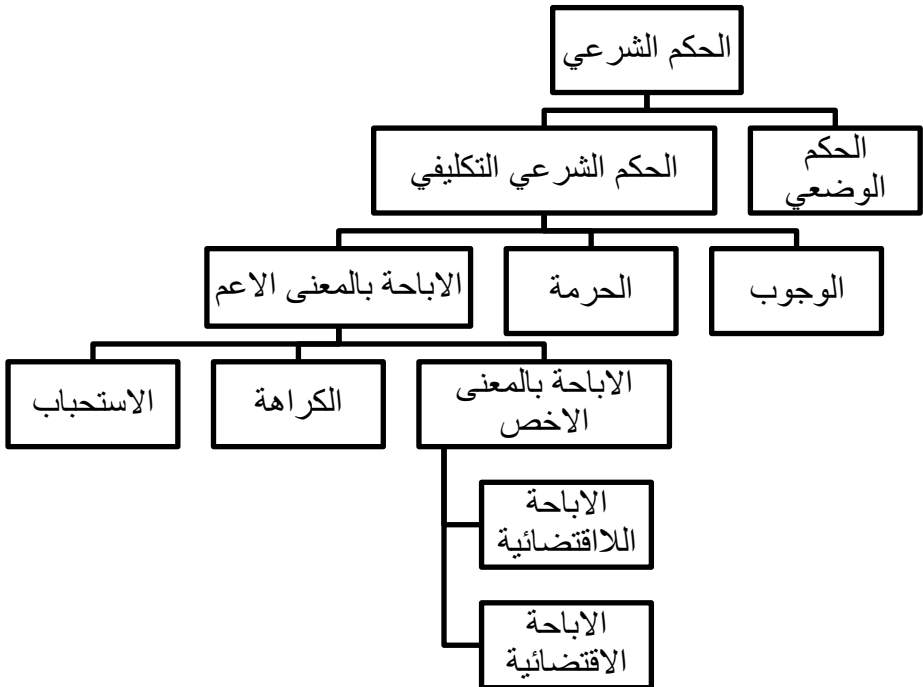 الحكم الشرعي
الحكم
الوضعي
الحكم الشرعي التكليفي
الوجوب
الحرمة
الاباحة بالمعنى الاعم
الاباحة بالمعنى
الاخص
الكراهة
الاستحباب
الاباحة
اللااقتضائية
الاباحة
الاقتضائية